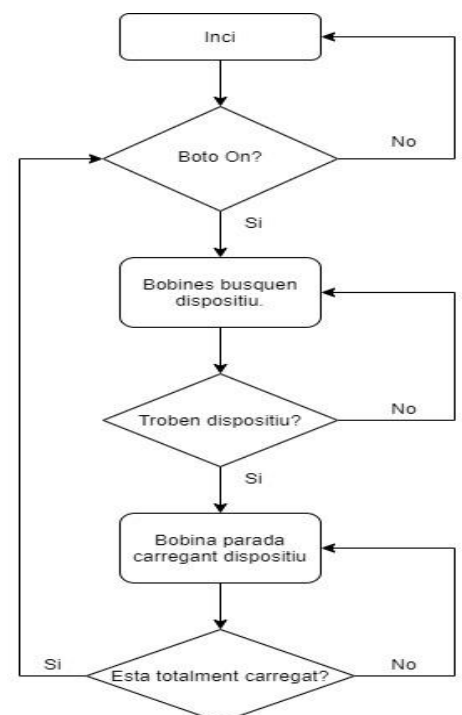 Inci
No
Boto On?
Si
Bobines busquen
dispositiu.
No
Troben dispositiu?
Si
Bobina parada
carregant dispositiu
Si
No
Esta totalment carregat?